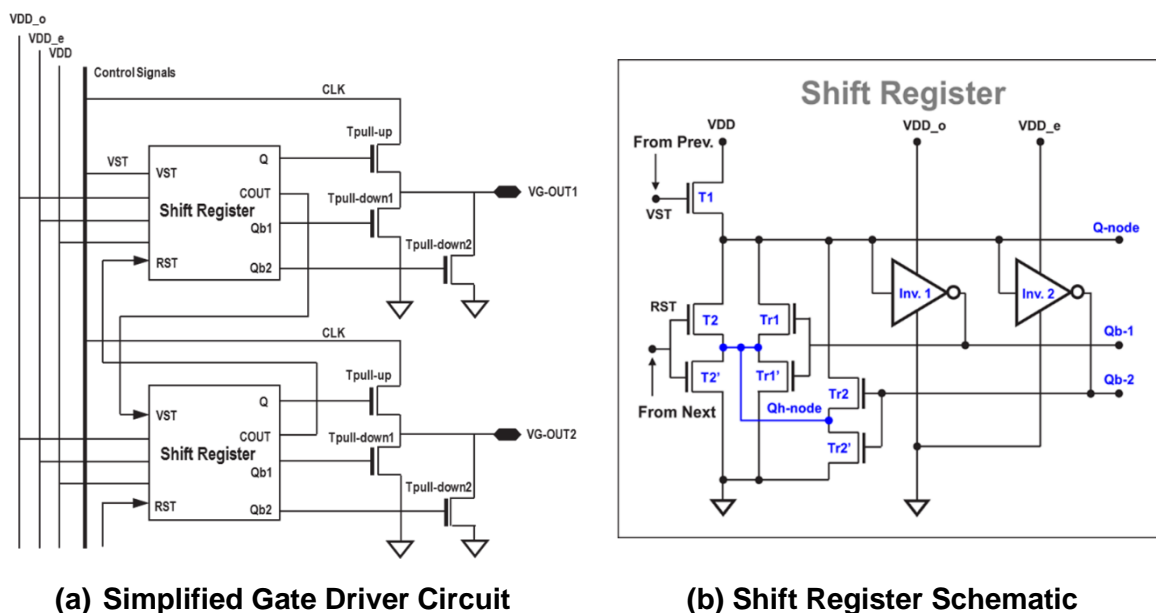 VDD_o
VDD_e
VDD
Control Signals
CLK
Tpull-up
VST
VST
Q
COUT
Shift Register
Tpull-down1
VG-OUT1
Qb1
Tpull-down2
RST
Qb2
CLK
Tpull-up
VST
Q
COUT
Shift Register
Tpull-down1
VG-OUT2
Qb1
Tpull-down2
RST
Qb2
(a) Simplified Gate Driver Circuit
Shift Register
VDD
VDD_o
VDD_e
From Prev.
T1
VST
Q-node
Inv. 1
Inv. 2
RST
T2
Tr1
Qb-1
T2'
Tr1'
Tr2
Qb-2
From Next
Qh-node
Tr2'
(b) Shift Register Schematic